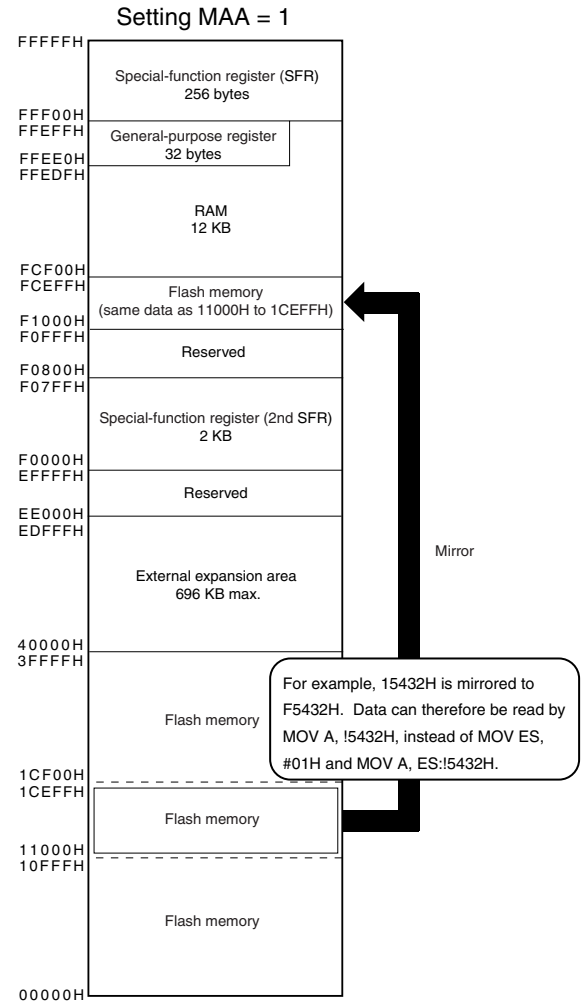 Setting MAA = 1
FFFFFH
Special-function register (SFR)
256 bytes
FFF00H
FFEFFH
General-purpose register
32 bytes
FFEE0H
FFEDFH
RAM
12 KB
FCF00H
FCEFFH
Flash memory
(same data as 11000H to 1CEFFH)
F1000H
F0FFFH
Reserved
F0800H
F07FFH
Special-function register (2nd SFR)
2 KB
F0000H
EFFFFH
Reserved
EE000H
EDFFFH
Mirror
External expansion area
696 KB max.
40000H
3FFFFH
For example, 15432H is mirrored to
F5432H. Data can therefore be read by
MOV A, !5432H, instead of MOV ES,
#01H and MOV A, ES:!5432H.
Flash memory
1CF00H
1CEFFH
Flash memory
11000H
10FFFH
Flash memory
00000H